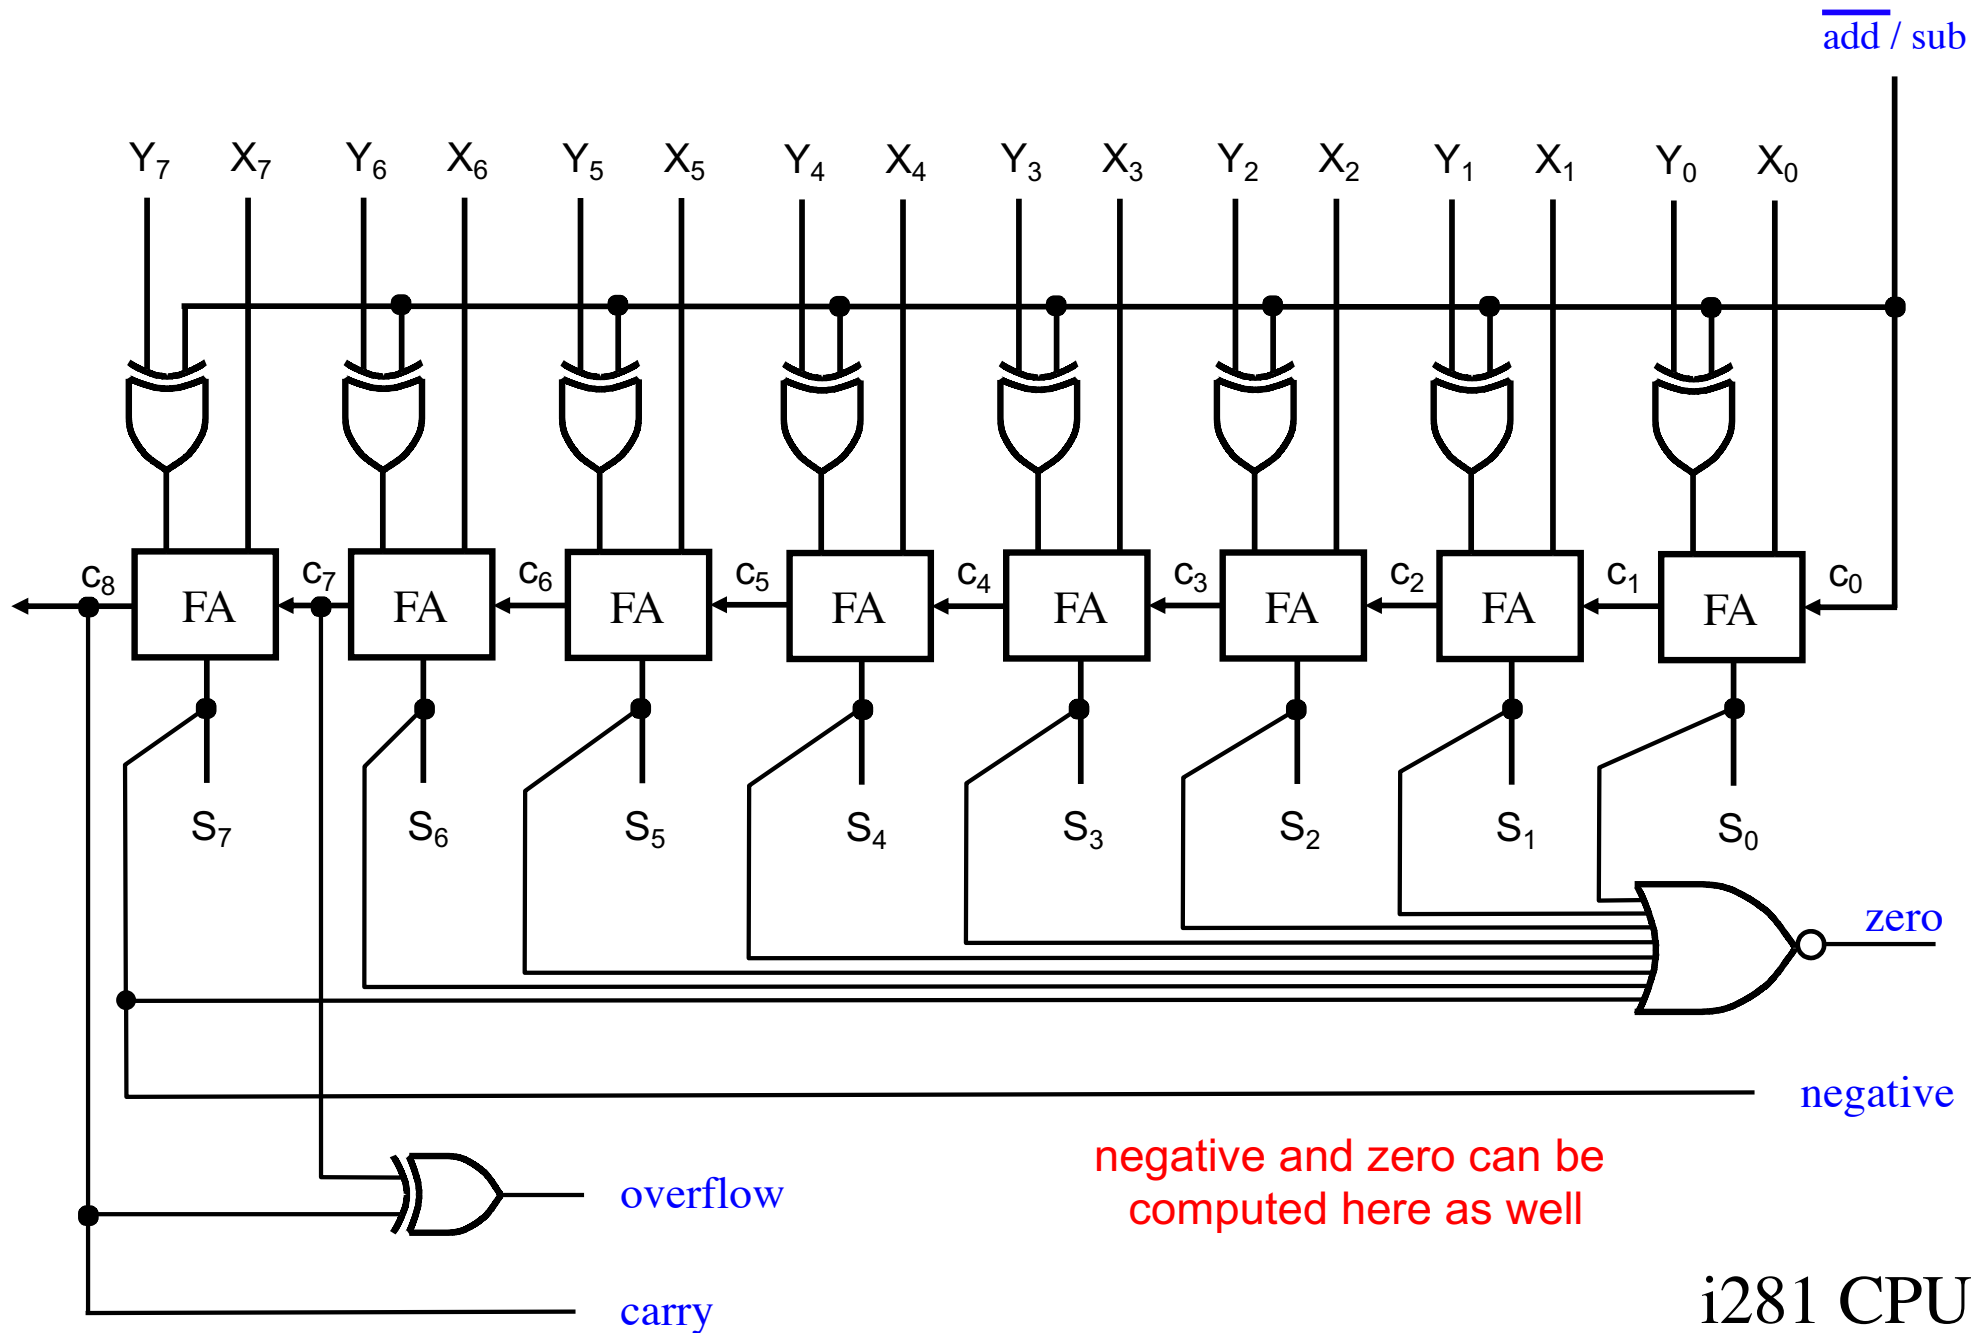 add / sub
Y7 X7 Y6 X6 Y5 X5 Y4 X4 Y3 X3 Y2 X2 Y1 X1 Y0 X0
c8 c7 c6 c5 c4 c3 c2 c1 c0
FA FA FA FA FA FA FA FA
S7 S6 S5 S4 S3 S2 S1 S0
zero
negative
negative and zero can be
computed here as well
overflow
carry
i281 CPU